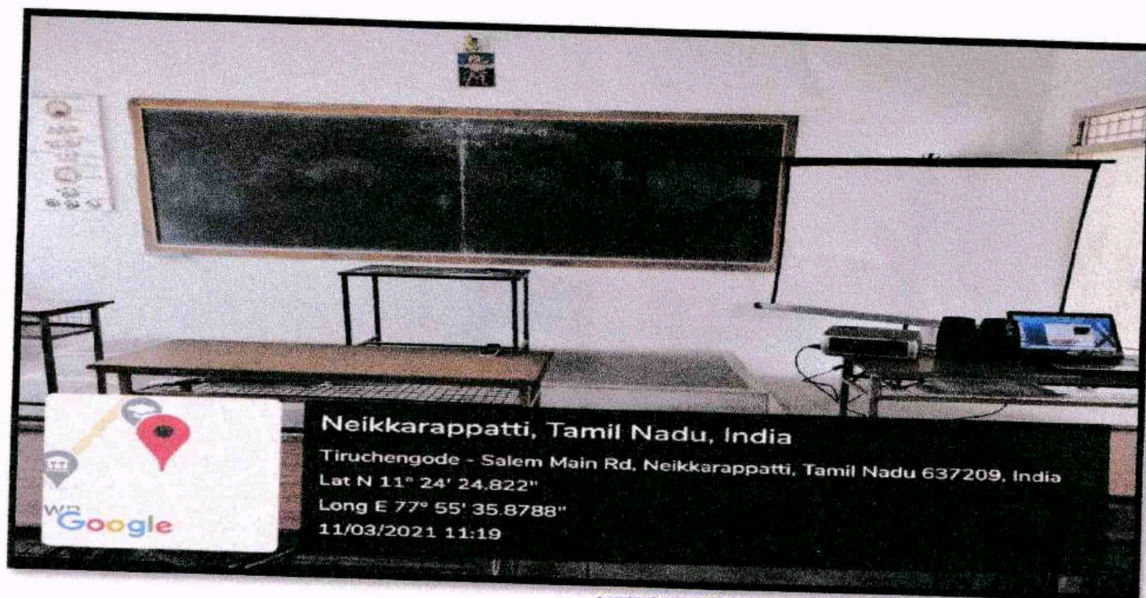 Neikkarappatti, Tamil Nadu, India
Tiruchengode - Salem Main Rd, Neikkarappatti, Tamil Nadu 637209, India
Lat N 11° 24' 24.822"
Long E 77° 55' 35.8788"
11/03/2021 11:19
Google